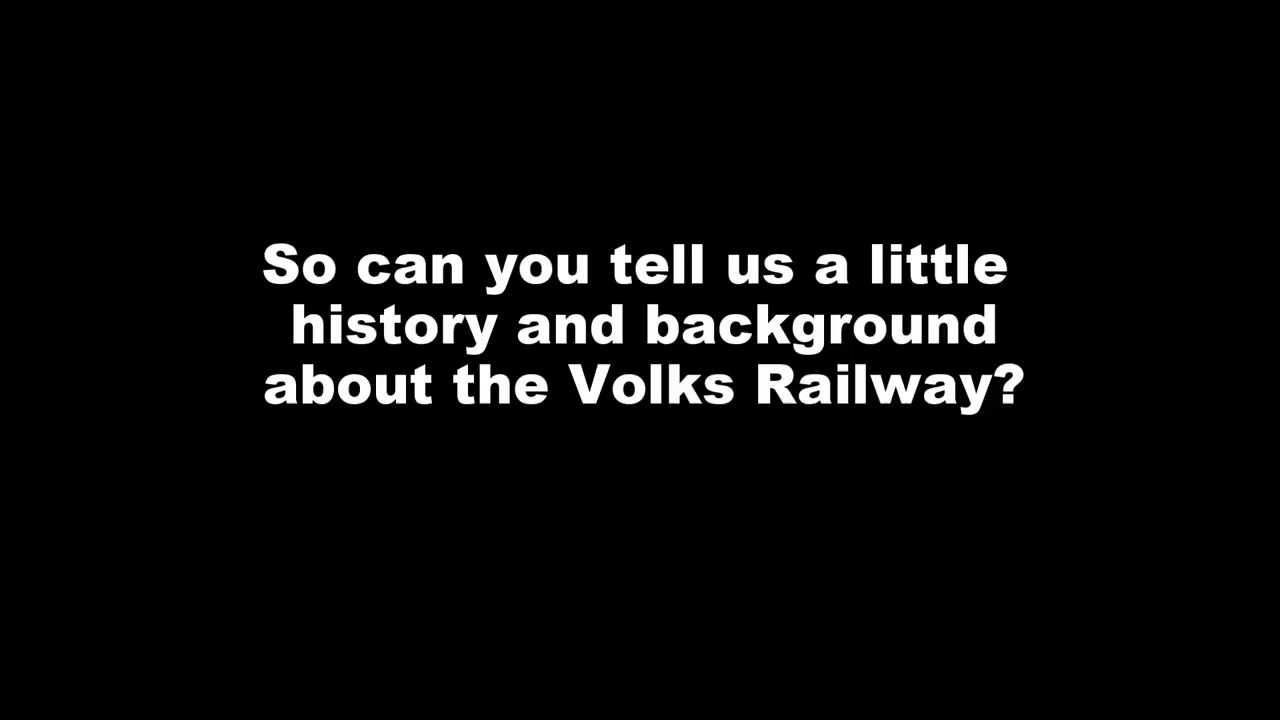 So can you tell us a little
history and background
about the Volks Railway?